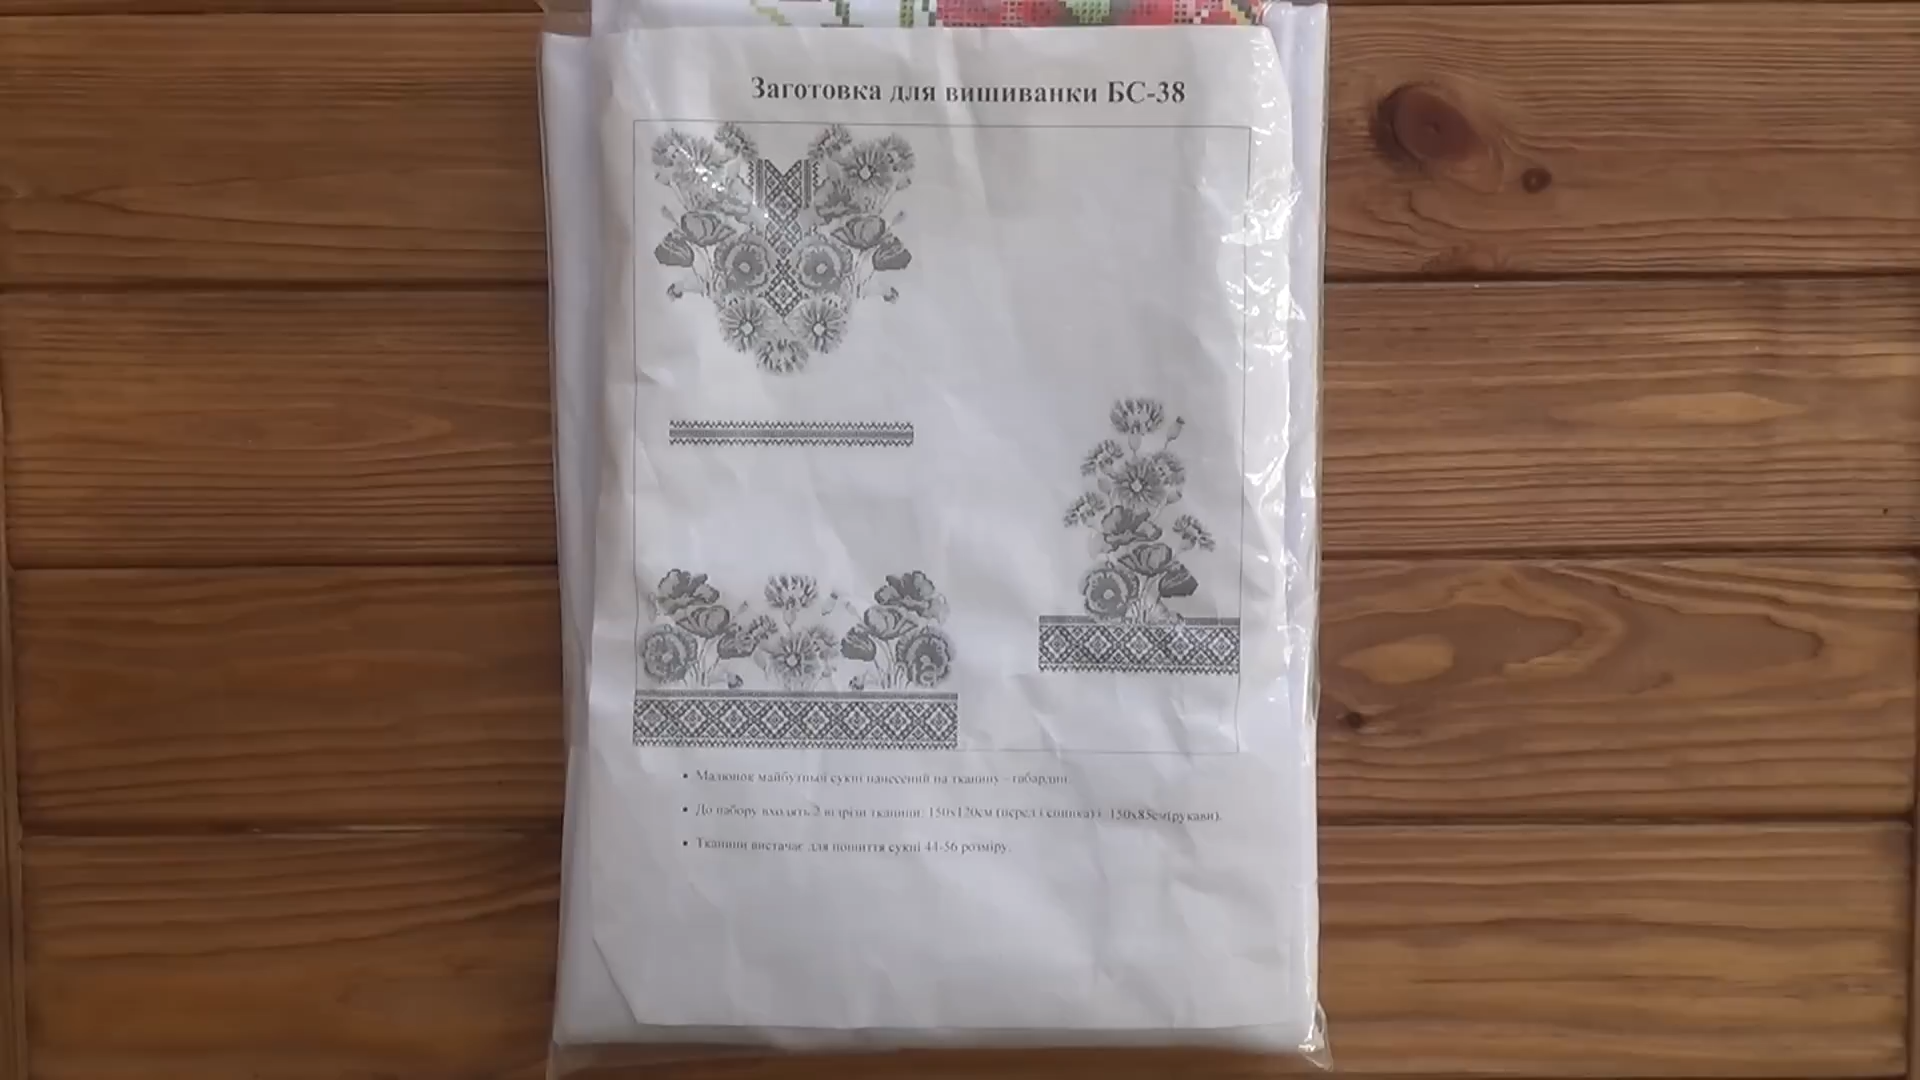 Заготовка для вишиванки БС-38
• Малюнок майбутньої сукні нанесений на тканину - габардин.
• До набору входять 2 відрізи тканини: 150х120см (перед і спинка) і 150х85см(рукави).
• Тканини вистачає для пошиття сукні 44-56 розміру.